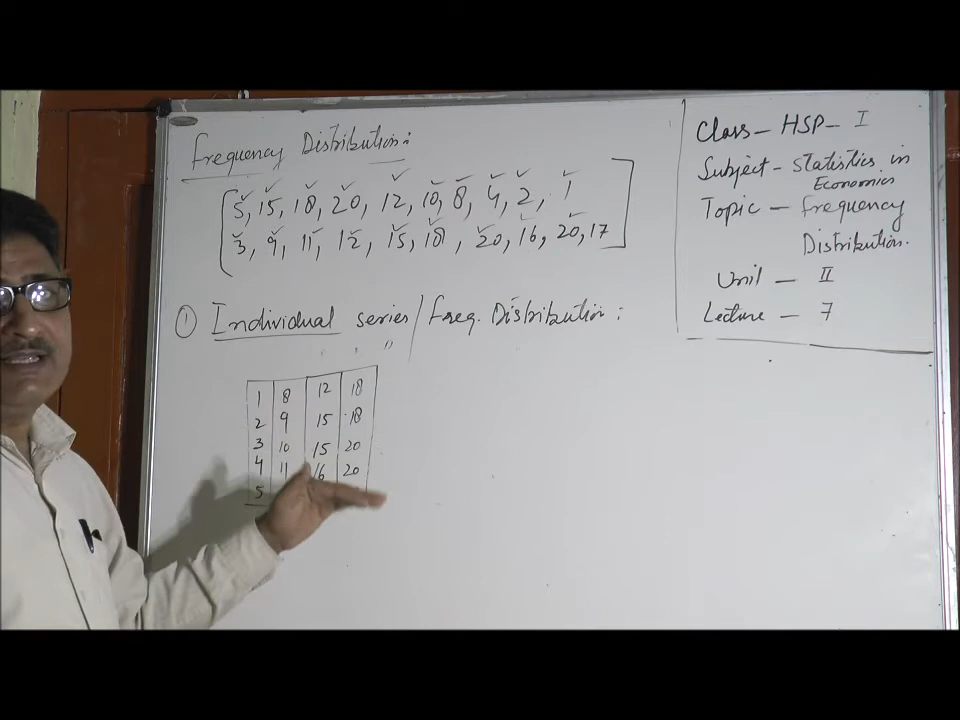 Frequency Distribution:
5, 15, 18, 20, 12, 10, 8, 4, 2, 1
3, 9, 11, 12, 15, 18, 20, 16, 20, 17
① Individual series / Freq. Distribution:
1 8 12 18
2 9 15 18
3 10 15 20
4 11 16 20
5
Class – HSP – I
Subject – Statistics in
Economics
Topic – Frequency
Distribution.
Unit – II
Lecture – 7